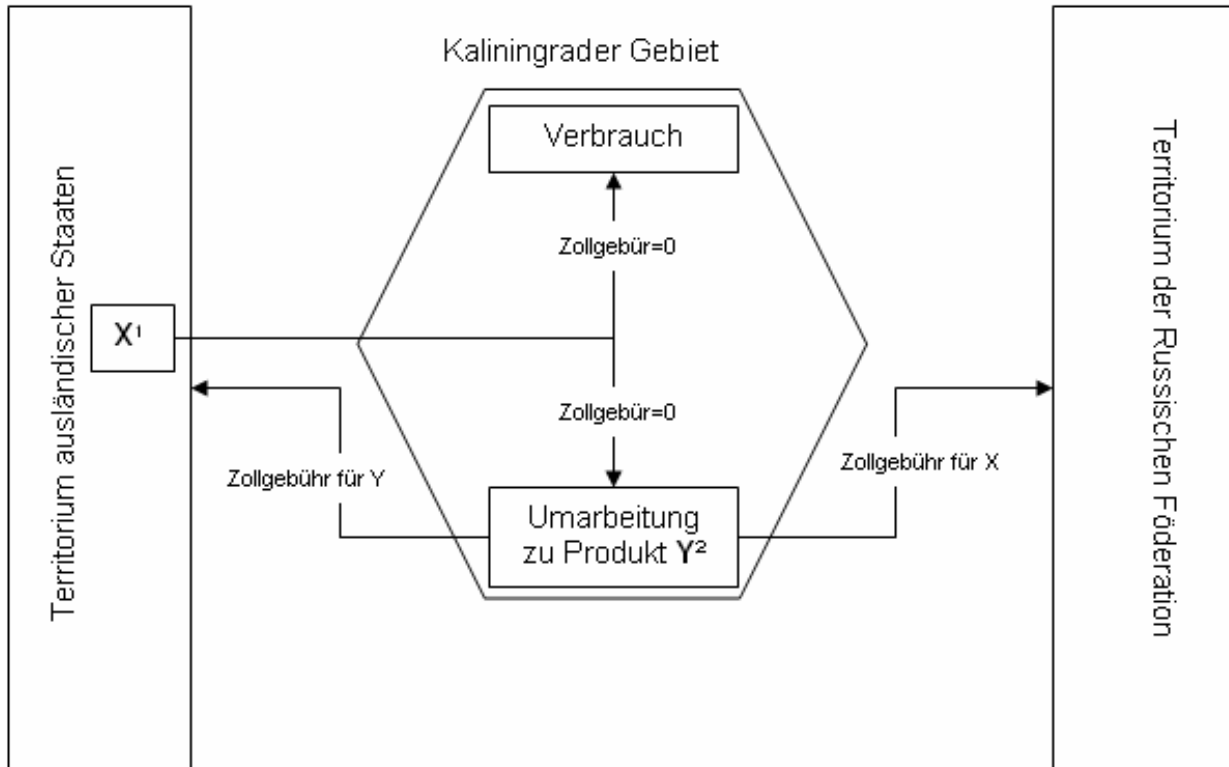 Kaliningrader Gebiet
Territorium ausländischer Staaten
X¹
Verbrauch
Zollgebür=0
Zollgebür=0
Zollgebühr für Y
Zollgebühr für X
Umarbeitung
zu Produkt Y²
Territorium der Russischen Föderation